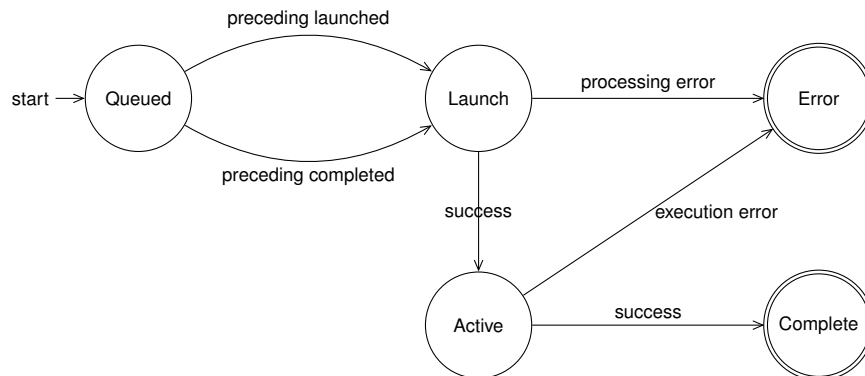 preceding launched
start
Queued
Launch
processing error
Error
preceding completed
success
execution error
Active
success
Complete